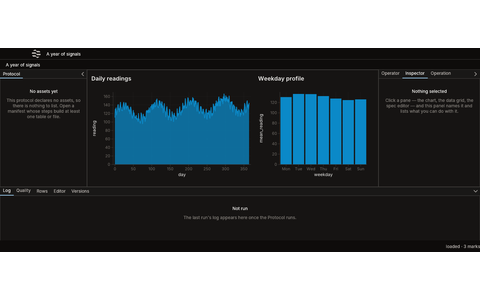 A year of signals
A year of signals
Protocol
No assets yet
This protocol declares no assets, so
there is nothing to list. Open a
manifest whose steps build at least
one table or file.
Daily readings
reading
160
140
120
100
80
60
40
20
0
0 50 100 150 200 250 300 350
day
Weekday profile
mean_reading
120
100
80
60
40
20
0
Mon Tue Wed Thu Fri Sat Sun
weekday
Operator Inspector Operation
Nothing selected
Click a pane — the chart, the data grid, the
spec editor — and this panel names it and
lists what you can do with it.
Log Quality Rows Editor Versions
Not run
The last run's log appears here once the Protocol runs.
loaded · 3 marks